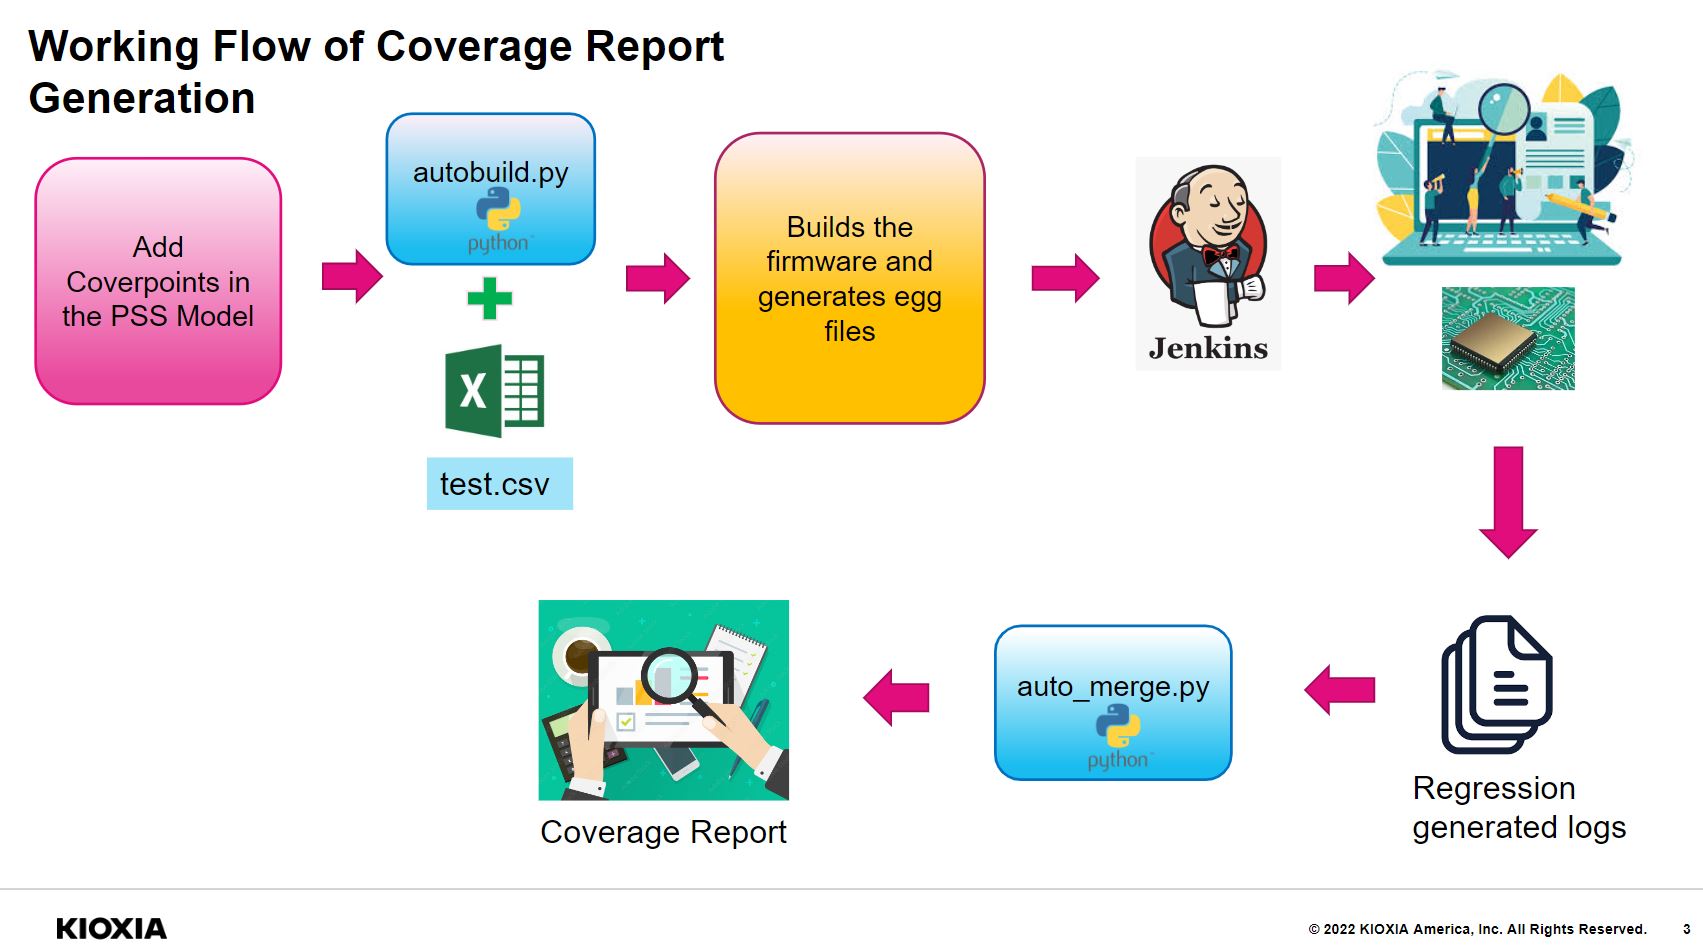 Working Flow of Coverage Report
Generation
Add
Coverpoints in
the PSS Model
autobuild.py
python™
X
test.csv
Builds the
firmware and
generates egg
files
Jenkins
Regression
generated logs
auto_merge.py
python™
Coverage Report
KIOXIA
© 2022 KIOXIA America, Inc. All Rights Reserved.
3